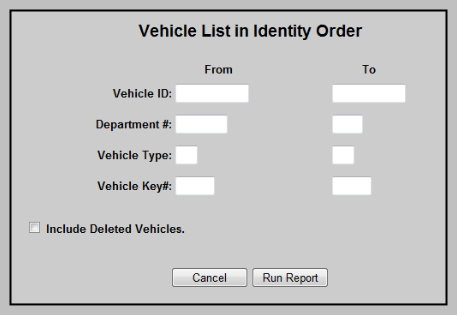 Vehicle List in Identity Order
From To
Vehicle ID:
Department #:
Vehicle Type:
Vehicle Key#:
Include Deleted Vehicles.
Cancel Run Report